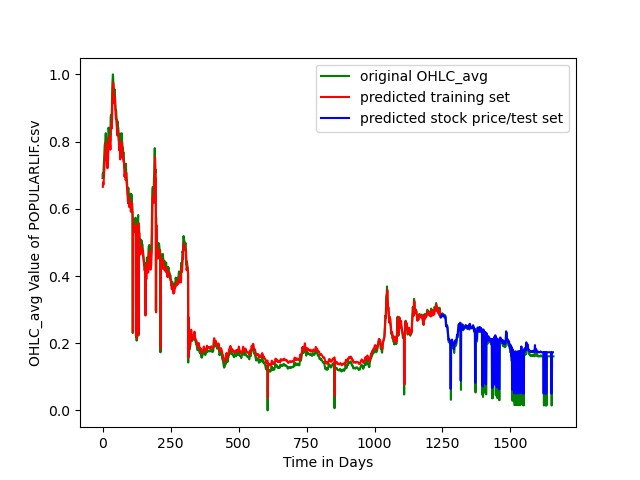 original OHLC_avg
predicted training set
predicted stock price/test set
OHLC_avg Value of POPULARLIF.csv
1.0
0.8
0.6
0.4
0.2
0.0
0 250 500 750 1000 1250 1500
Time in Days